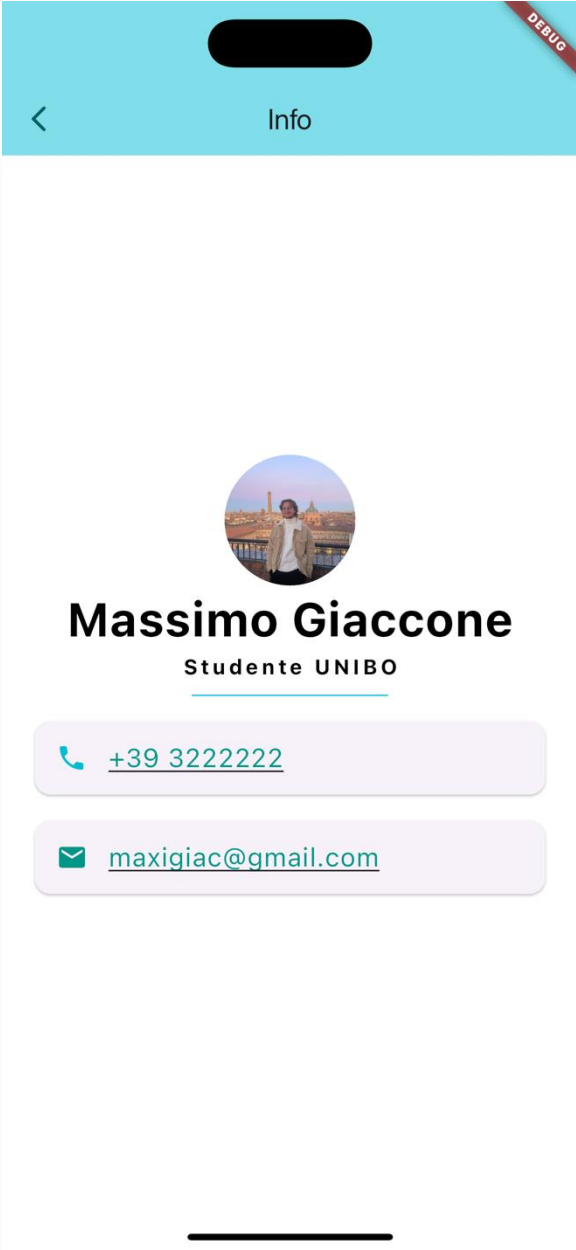 DEBUG
Info
Massimo Giaccone
Studente UNIBO
+39 3222222
maxigiac@gmail.com